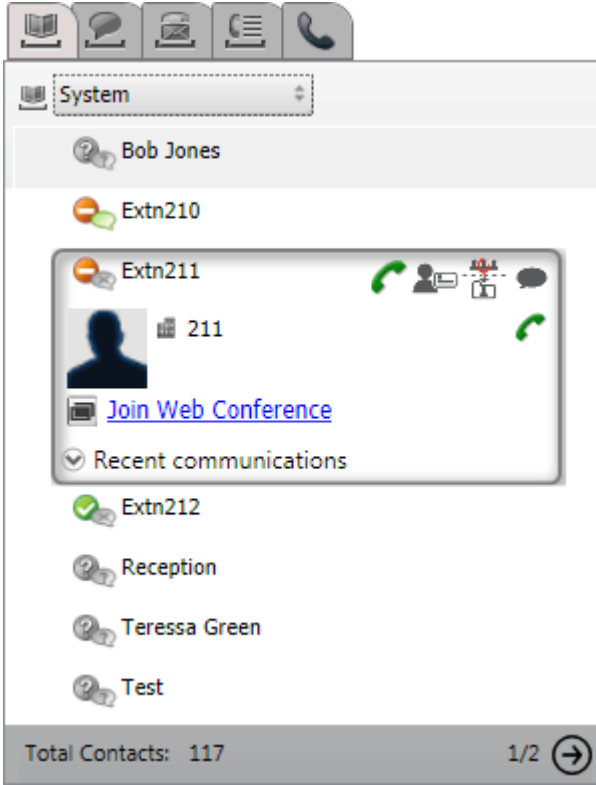 System
Bob Jones
Extn210
Extn211
211
Join Web Conference
Recent communications
Extn212
Reception
Teressa Green
Test
Total Contacts: 117 1/2